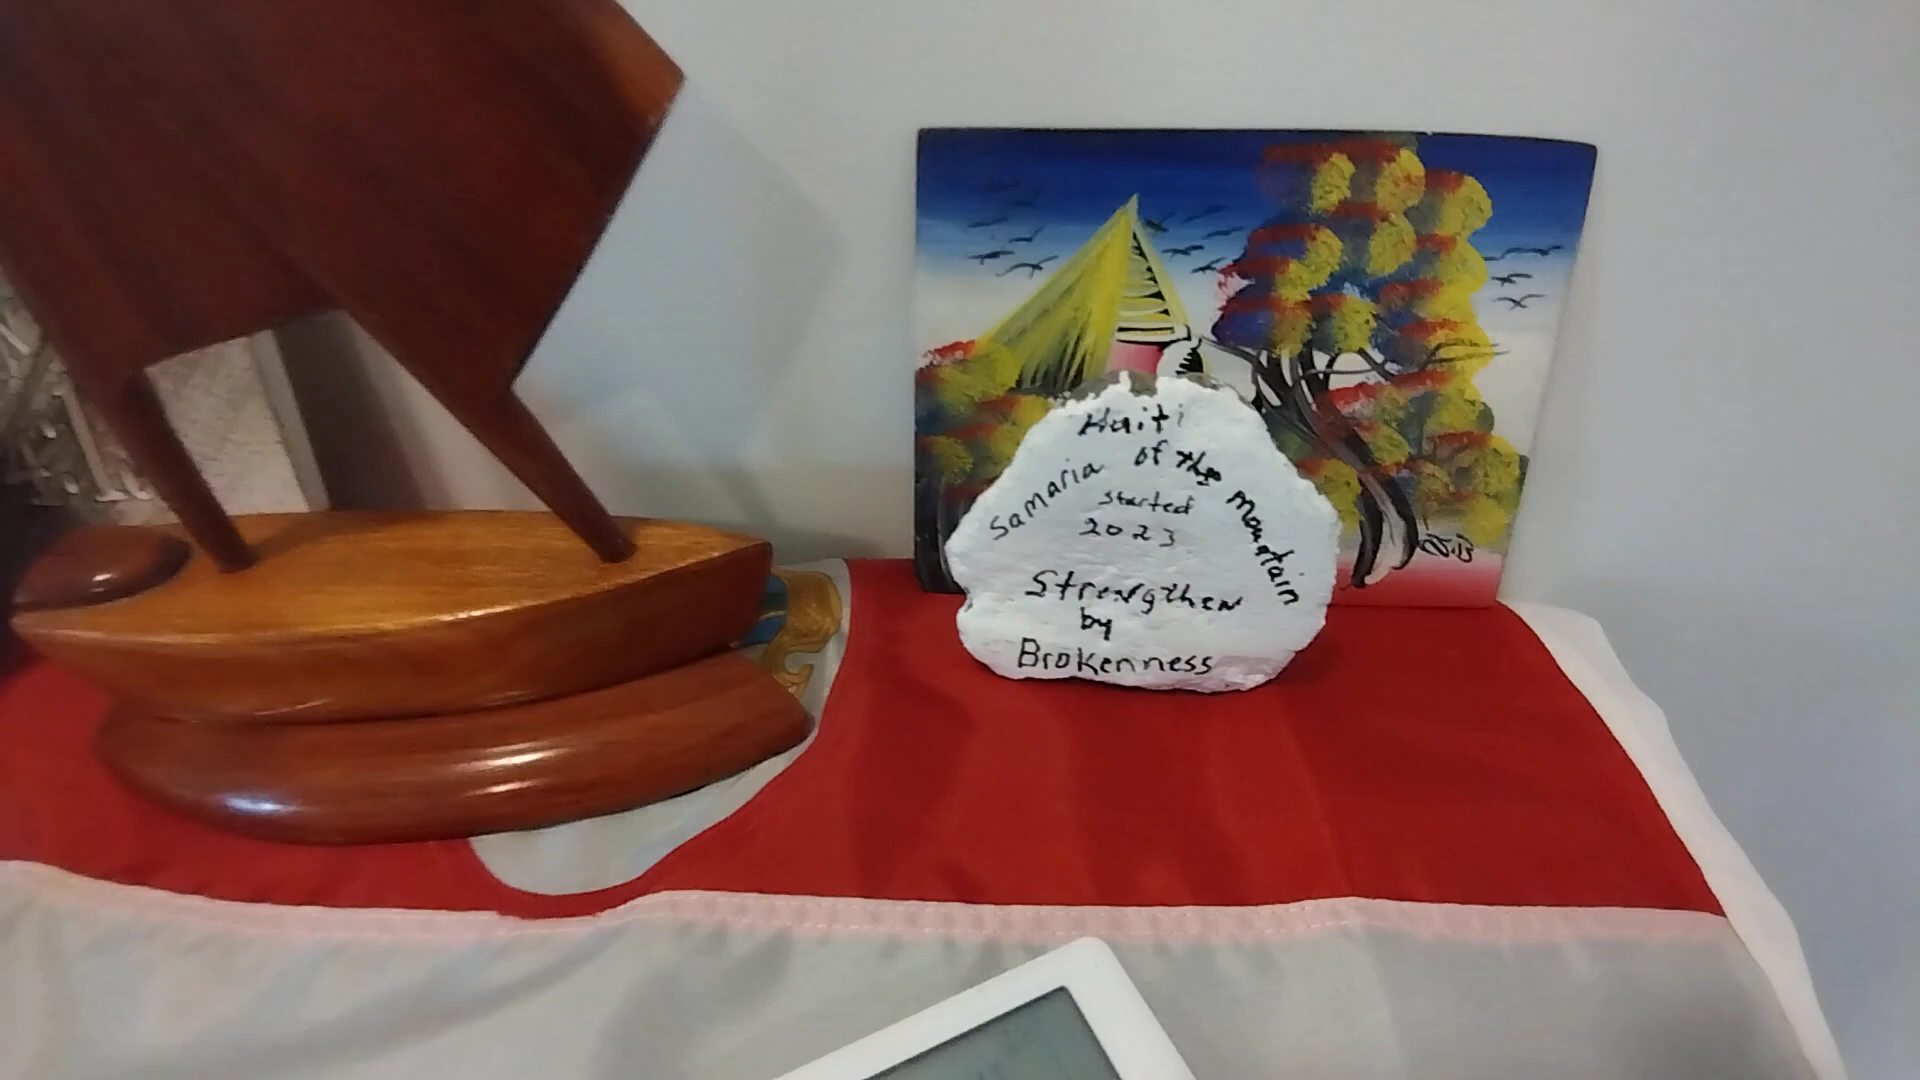 Haiti
Samaria of the mountain
started
2023
Strengthen
by
Brokenness